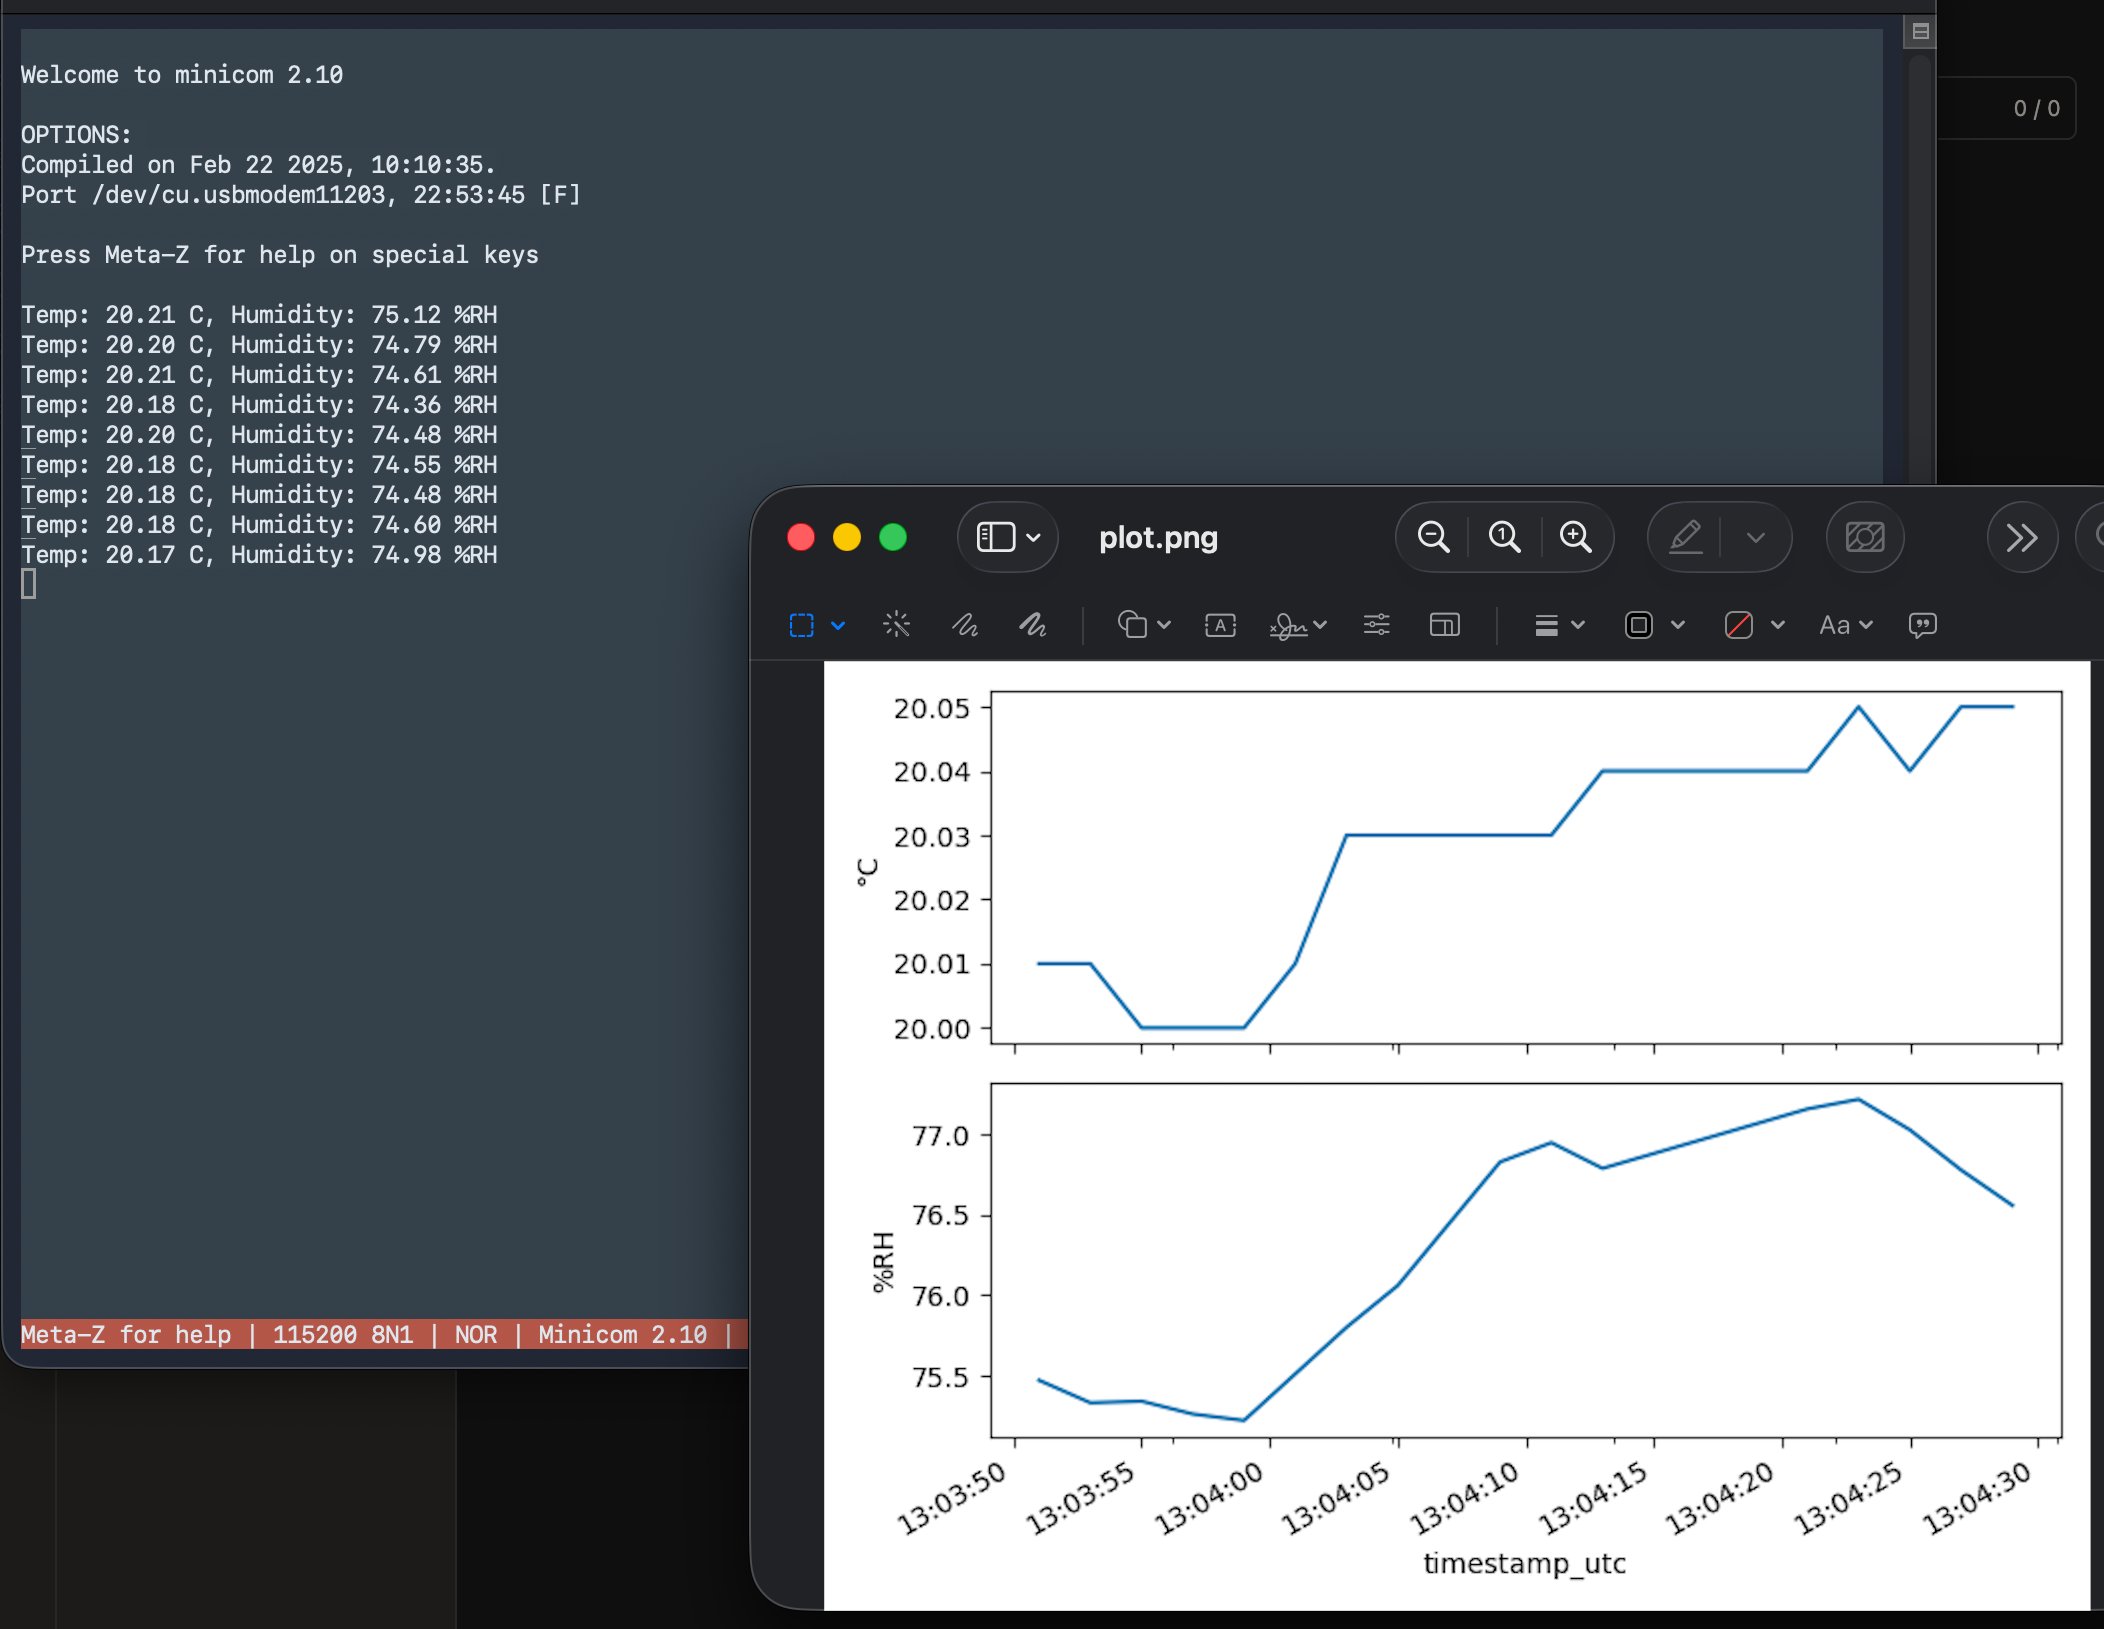 Welcome to minicom 2.10
OPTIONS:
Compiled on Feb 22 2025, 10:10:35.
Port /dev/cu.usbmodem11203, 22:53:45 [F]
Press Meta-Z for help on special keys
Temp: 20.21 C, Humidity: 75.12 %RH
Temp: 20.20 C, Humidity: 74.79 %RH
Temp: 20.21 C, Humidity: 74.61 %RH
Temp: 20.18 C, Humidity: 74.36 %RH
Temp: 20.20 C, Humidity: 74.48 %RH
Temp: 20.18 C, Humidity: 74.55 %RH
Temp: 20.18 C, Humidity: 74.48 %RH
Temp: 20.18 C, Humidity: 74.60 %RH
Temp: 20.17 C, Humidity: 74.98 %RH
Meta-Z for help | 115200 8N1 | NOR | Minicom 2.10 |
0 / 0
plot.png
1
A
Aa
20.05
20.04
20.03
20.02
20.01
20.00
°C
77.0
76.5
76.0
75.5
%RH
13:03:50
13:03:55
13:04:00
13:04:05
13:04:10
13:04:15
13:04:20
13:04:25
13:04:30
timestamp_utc